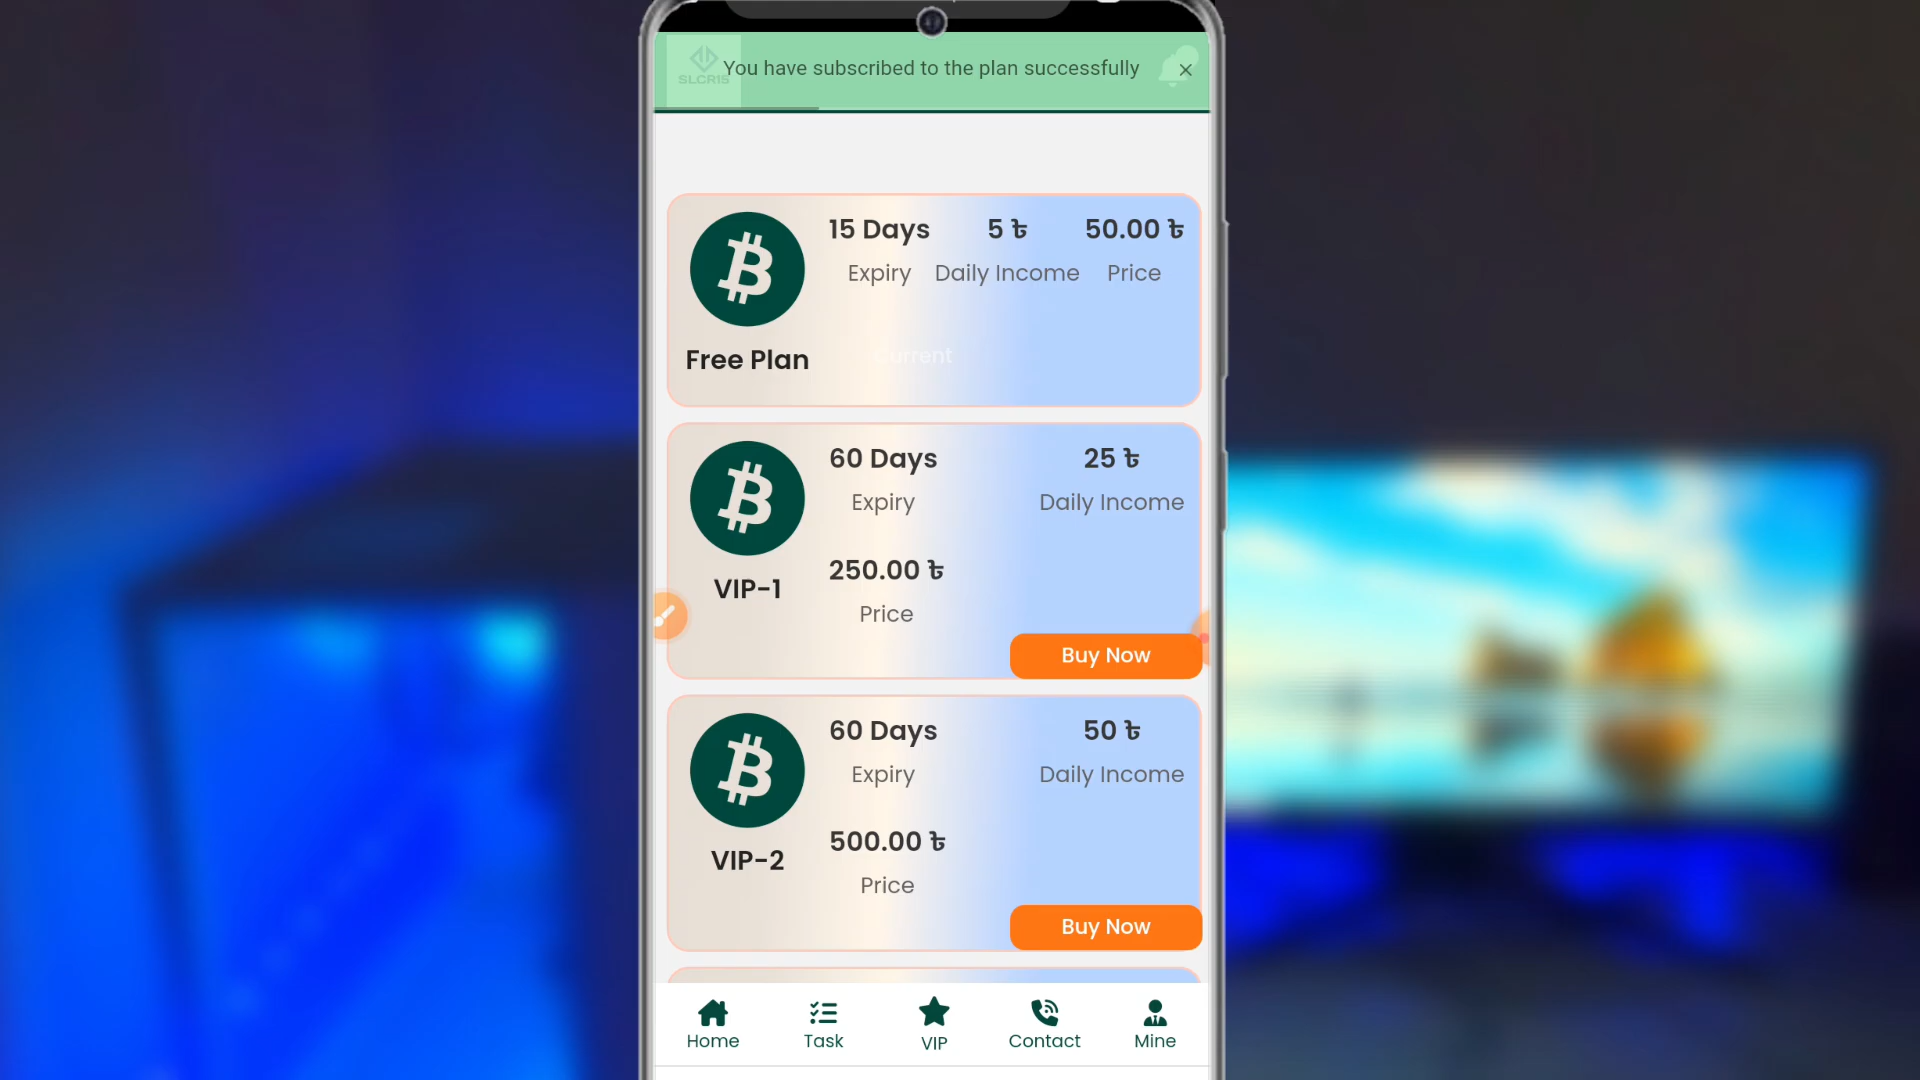 SLCR15
You have subscribed to the plan successfully
15 Days 5 ৳ 50.00 ৳
Expiry Daily Income Price
Free Plan
Current
60 Days 25 ৳
Expiry Daily Income
250.00 ৳
VIP-1
Price
Buy Now
60 Days 50 ৳
Expiry Daily Income
500.00 ৳
VIP-2
Price
Buy Now
Home Task VIP Contact Mine